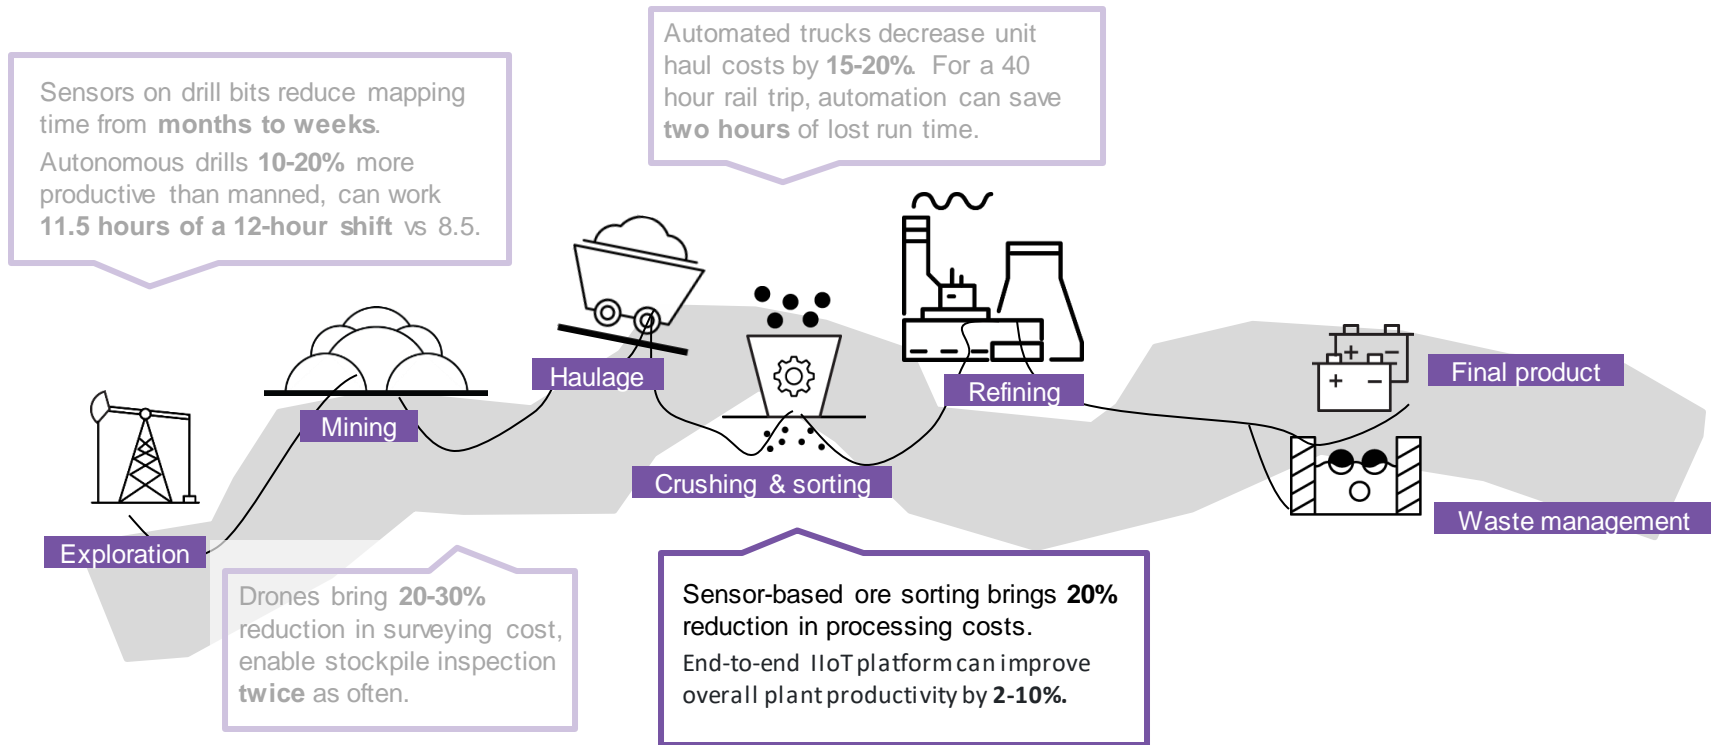 Automated trucks decrease unit
haul costs by 15-20%. For a 40
hour rail trip, automation can save
two hours of lost run time.
Sensors on drill bits reduce mapping
time from months to weeks.
Autonomous drills 10-20% more
productive than manned, can work
11.5 hours of a 12-hour shift vs 8.5.
Haulage
Final product
Refining
Mining
Crushing & sorting
Waste management
Exploration
Drones bring 20-30%
reduction in surveying cost,
enable stockpile inspection
twice as often.
Sensor-based ore sorting brings 20%
reduction in processing costs.
End-to-end IIoT platform can improve
overall plant productivity by 2-10%.